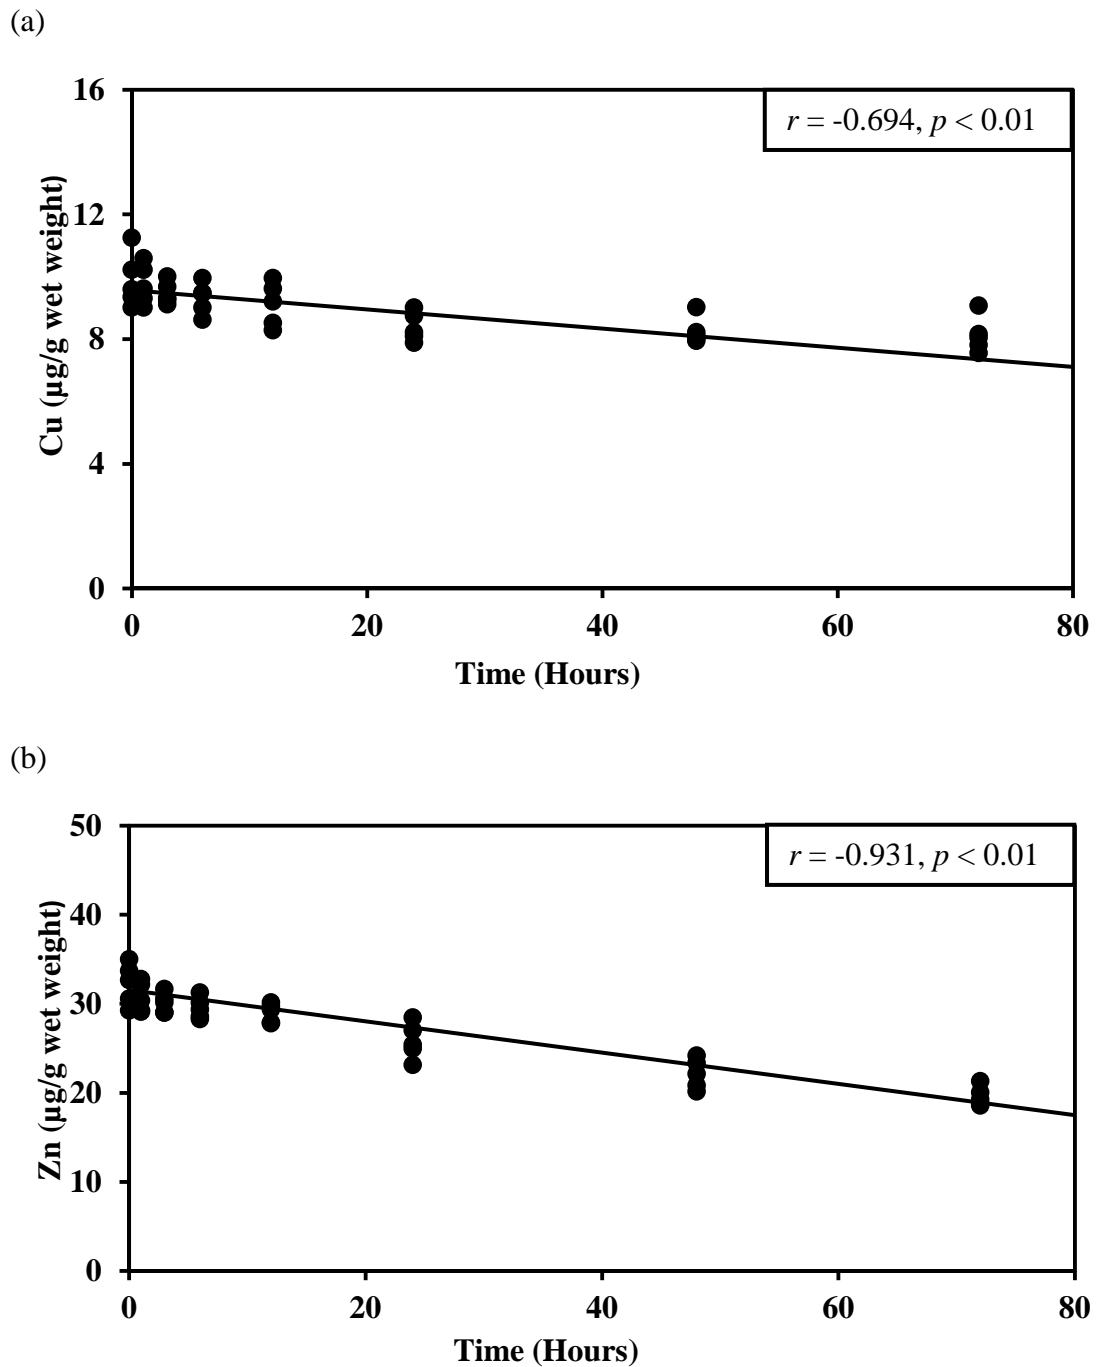 (a)
16
r = -0.694, p < 0.01
12
8
4
0
Cu (µg/g wet weight)
0 20 40 60 80
Time (Hours)
(b)
50
r = -0.931, p < 0.01
40
30
20
10
0
Zn (µg/g wet weight)
0 20 40 60 80
Time (Hours)